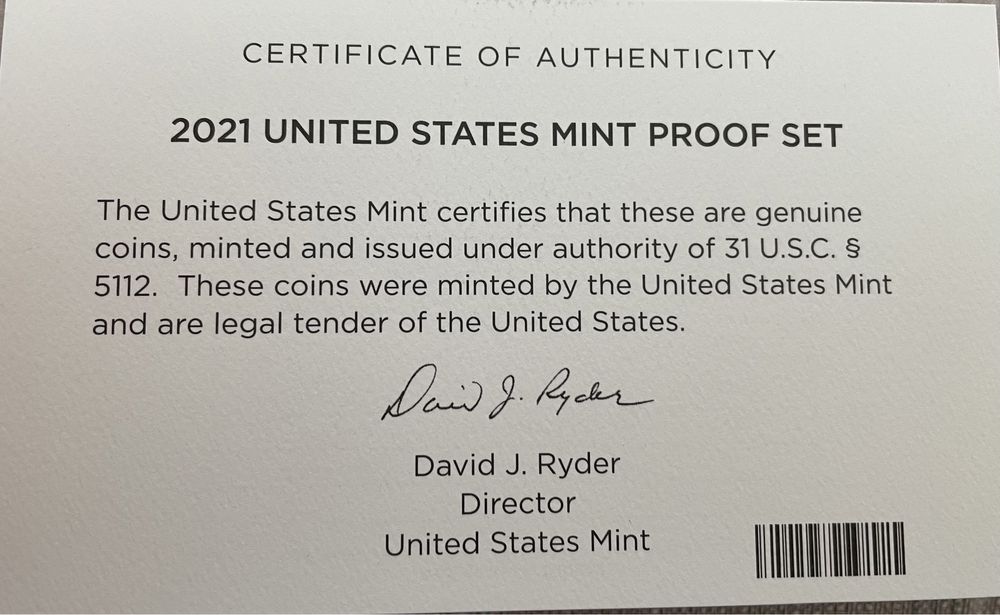 CERTIFICATE OF AUTHENTICITY
2021 UNITED STATES MINT PROOF SET
The United States Mint certifies that these are genuine
coins, minted and issued under authority of 31 U.S.C. §
5112.  These coins were minted by the United States Mint
and are legal tender of the United States.
David J. Ryder
David J. Ryder
Director
United States Mint